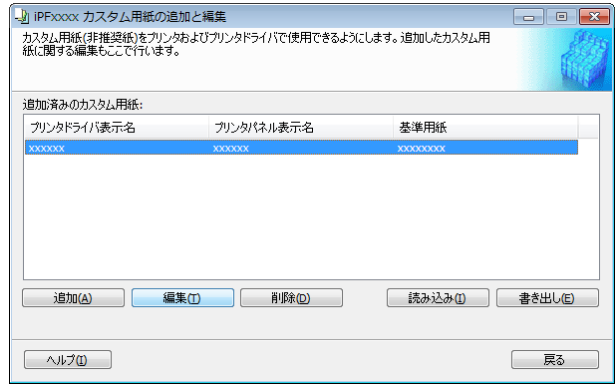 iPFxxxx カスタム用紙の追加と編集
カスタム用紙(非推奨紙)をプリンタおよびプリンタドライバで使用できるようにします。追加したカスタム用
紙に関する編集もここで行います。
追加済みのカスタム用紙:
プリンタドライバ表示名 プリンタパネル表示名 基準用紙
xxxxxx xxxxxx xxxxxxxx
追加(A) 編集(T) 削除(D) 読み込み(I) 書き出し(E)
ヘルプ(I) 戻る